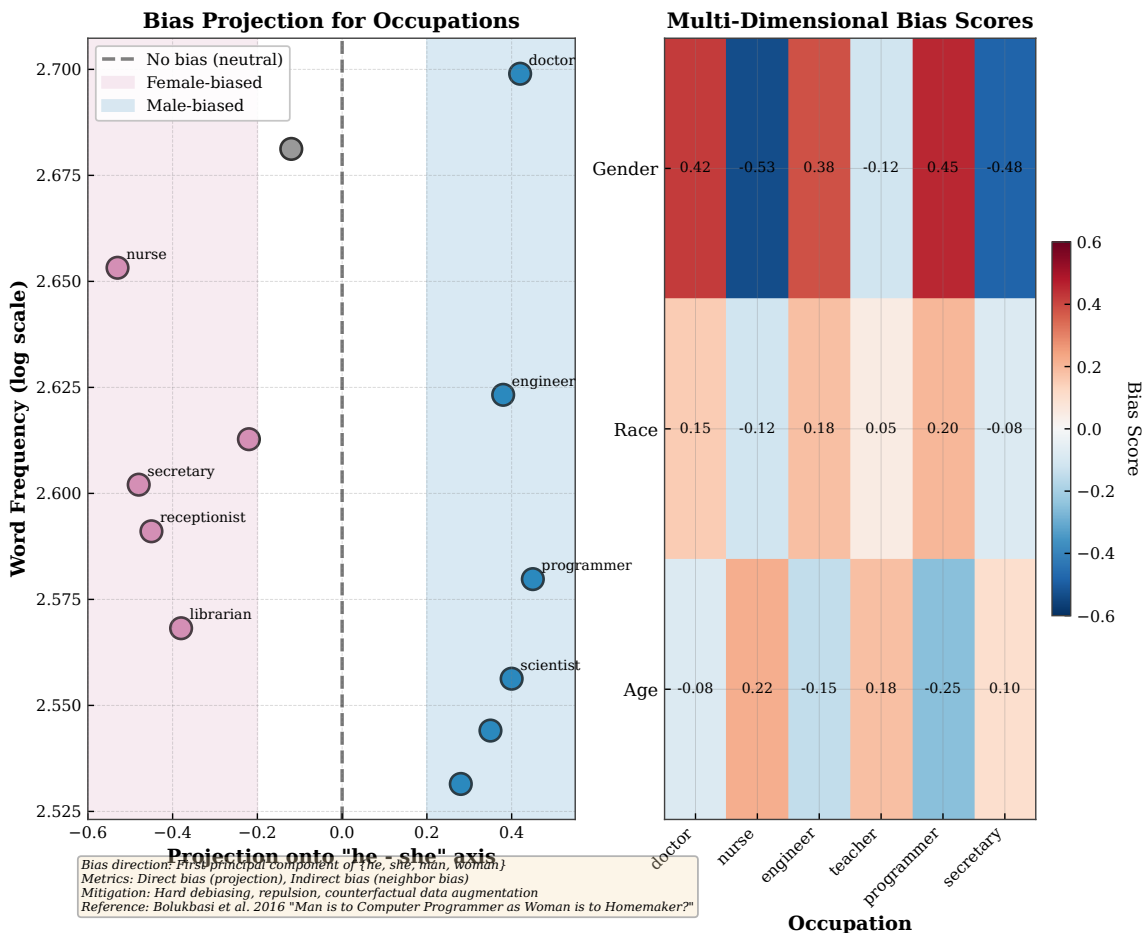 Bias Projection for Occupations
No bias (neutral)
Female-biased
Male-biased
doctor
nurse
engineer
secretary
receptionist
programmer
librarian
scientist
2.700
2.675
2.650
2.625
2.600
2.575
2.550
2.525
Word Frequency (log scale)
−0.6
−0.4
−0.2
0.0
0.2
0.4
Projection onto "he - she" axis
Bias direction: First principal component of {he, she, man, woman}
Metrics: Direct bias (projection), Indirect bias (neighbor bias)
Mitigation: Hard debiasing, repulsion, counterfactual data augmentation
Reference: Bolukbasi et al. 2016 "Man is to Computer Programmer as Woman is to Homemaker?"
Multi-Dimensional Bias Scores
Gender
0.42 -0.53 0.38 -0.12 0.45 -0.48
Race
0.15 -0.12 0.18 0.05 0.20 -0.08
Age
-0.08 0.22 -0.15 0.18 -0.25 0.10
doctor
nurse
engineer
teacher
programmer
secretary
Occupation
0.6
0.4
0.2
0.0
−0.2
−0.4
−0.6
Bias Score